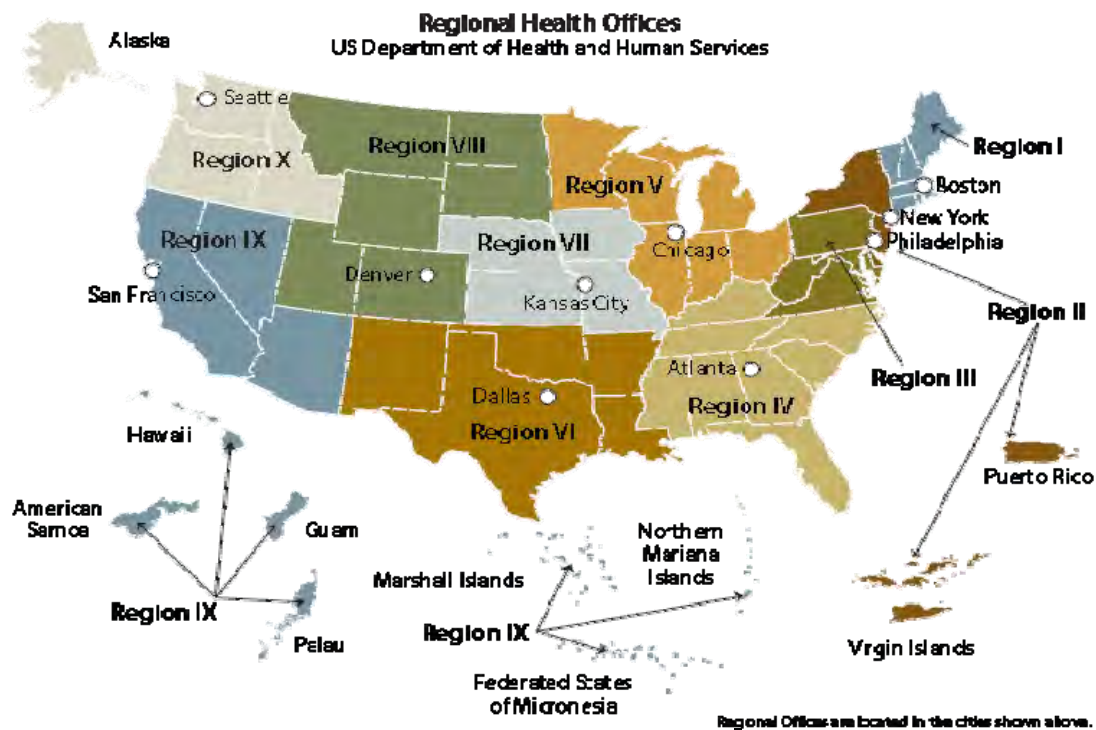 Regional Health Offices
US Department of Health and Human Services
Alaska
Seattle
Region X
Region VIII
Region V
Region I
Boston
New York
Philadelphia
Region IX
Region VII
Chicago
Denver
San Francisco
Kansas City
Region II
Region III
Atlanta
Dallas
Region IV
Region VI
Hawaii
Puerto Rico
American
Samoa
Guam
Northern
Mariana
Islands
Marshall Islands
Region IX
Region IX
Palau
Virgin Islands
Federated States
of Micronesia
Regional Offices are located in the cities shown above.